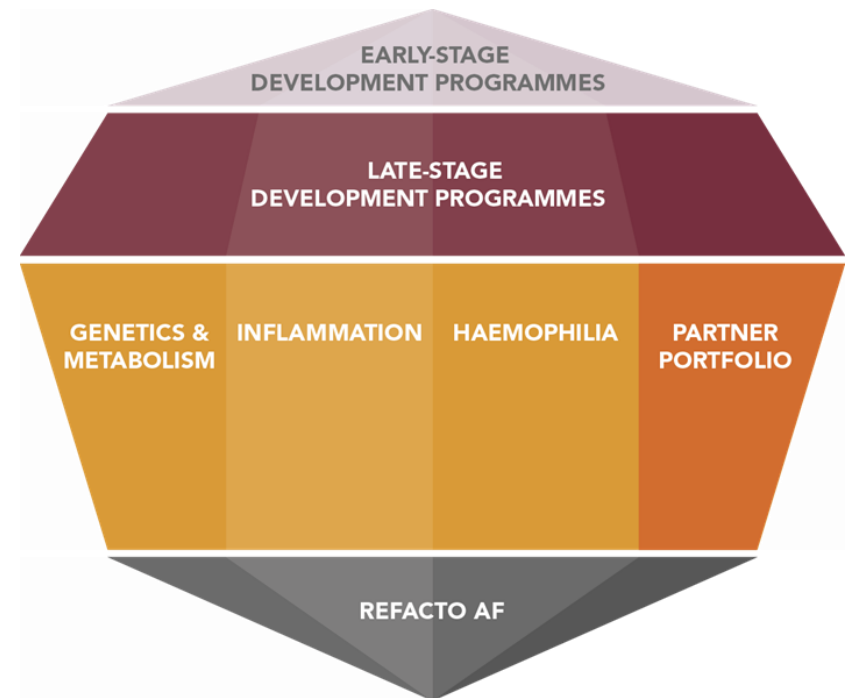 EARLY-STAGE
DEVELOPMENT PROGRAMMES
LATE-STAGE
DEVELOPMENT PROGRAMMES
GENETICS &
METABOLISM
INFLAMMATION
HAEMOPHILIA
PARTNER
PORTFOLIO
REFACTO AF